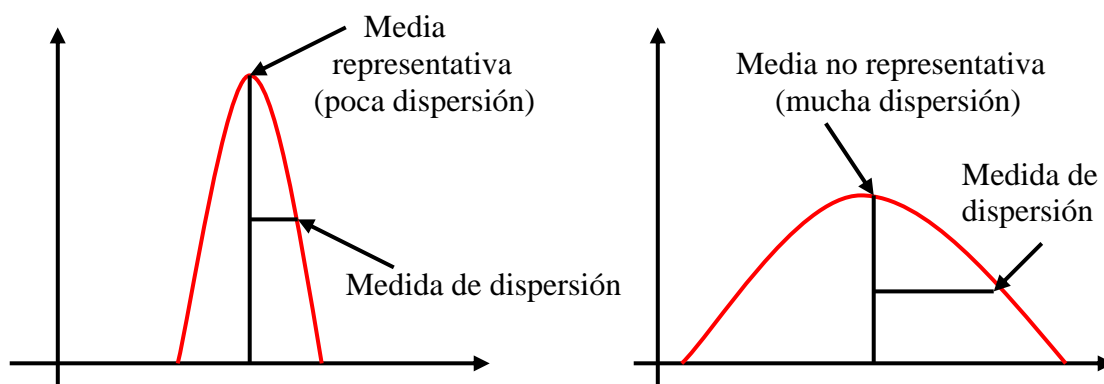 Media
representativa
(poca dispersión)
Medida de dispersión
Media no representativa
(mucha dispersión)
Medida de
dispersión